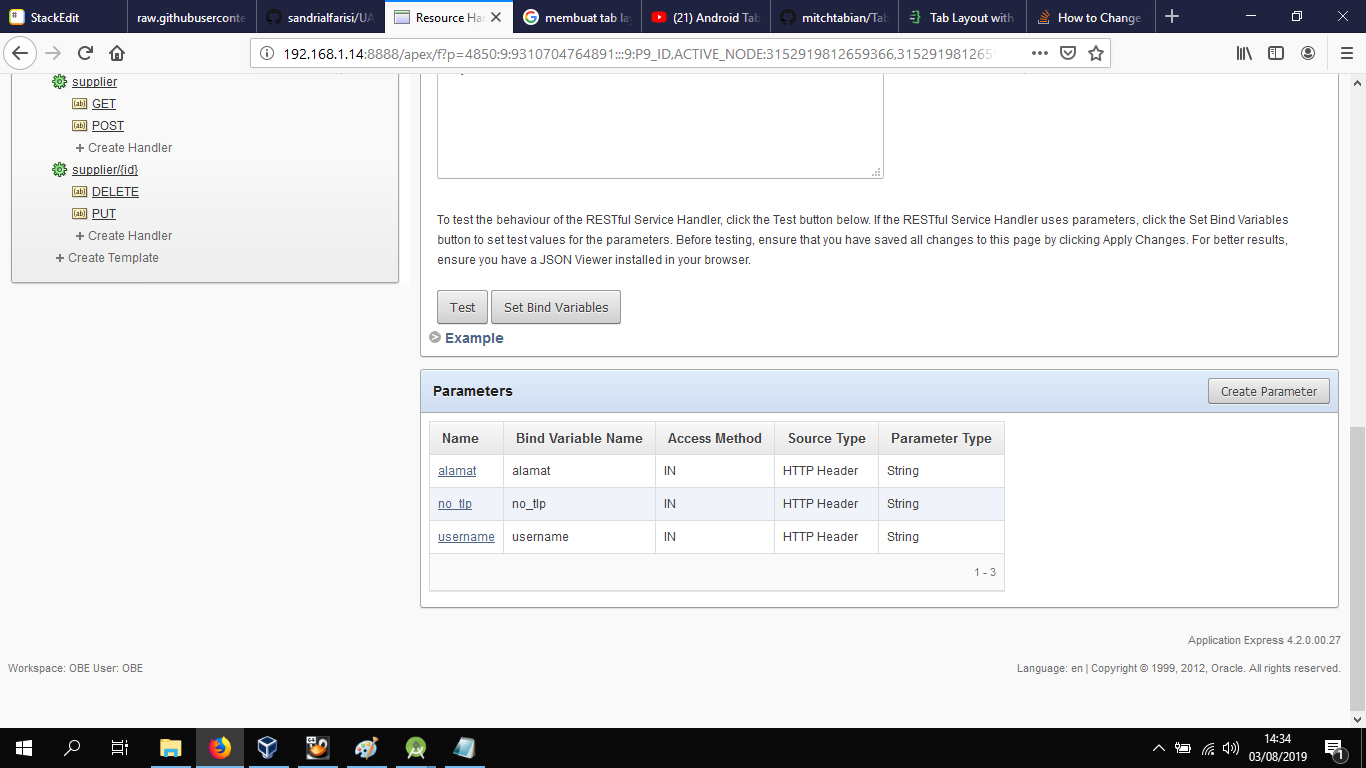 StackEdit
raw.githubuserconte
sandrialfarisi/UA
Resource Har
membuat tab la
(21) Android Tab
mitchtabian/Tab
Tab Layout with
How to Change
192.168.1.14:8888/apex/f?p=4850:9:9310704764891:::9:P9_ID,ACTIVE_NODE:3152919812659366,315291981265
supplier
GET
POST
+ Create Handler
supplier/{id}
DELETE
PUT
+ Create Handler
+ Create Template
To test the behaviour of the RESTful Service Handler, click the Test button below. If the RESTful Service Handler uses parameters, click the Set Bind Variables
button to set test values for the parameters. Before testing, ensure that you have saved all changes to this page by clicking Apply Changes. For better results,
ensure you have a JSON Viewer installed in your browser.
Test
Set Bind Variables
Example
Parameters
Create Parameter
Name Bind Variable Name Access Method Source Type Parameter Type
alamat alamat IN HTTP Header String
no_tlp no_tlp IN HTTP Header String
username username IN HTTP Header String
1 - 3
Application Express 4.2.0.00.27
Workspace: OBE User: OBE
Language: en | Copyright © 1999, 2012, Oracle. All rights reserved.
14:34
03/08/2019
1